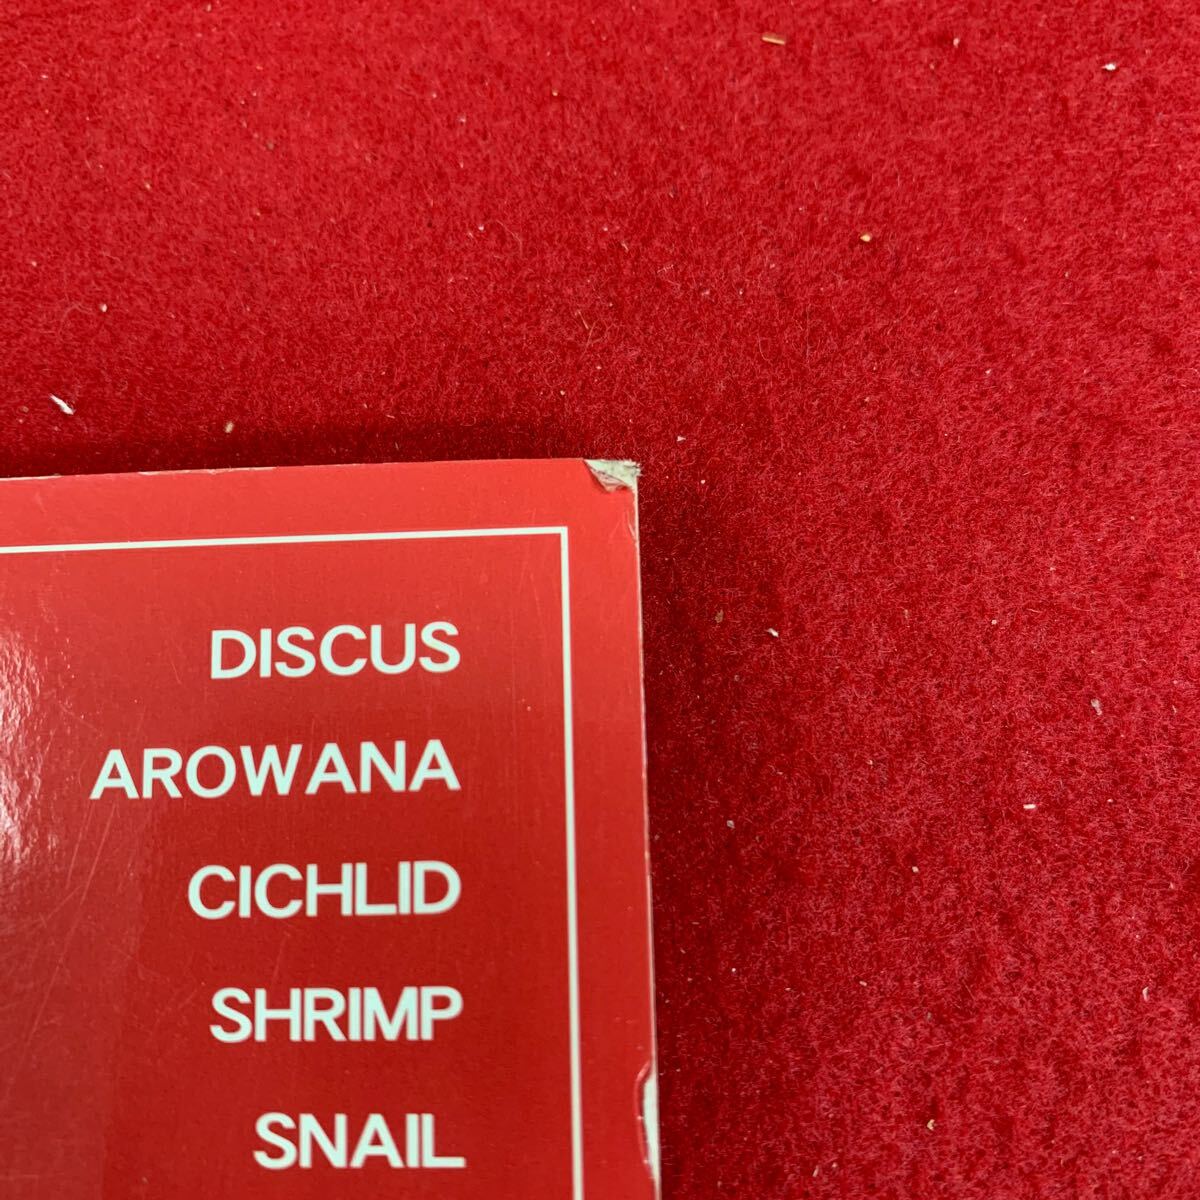 DISCUS
AROWANA
CICHLID
SHRIMP
SNAIL